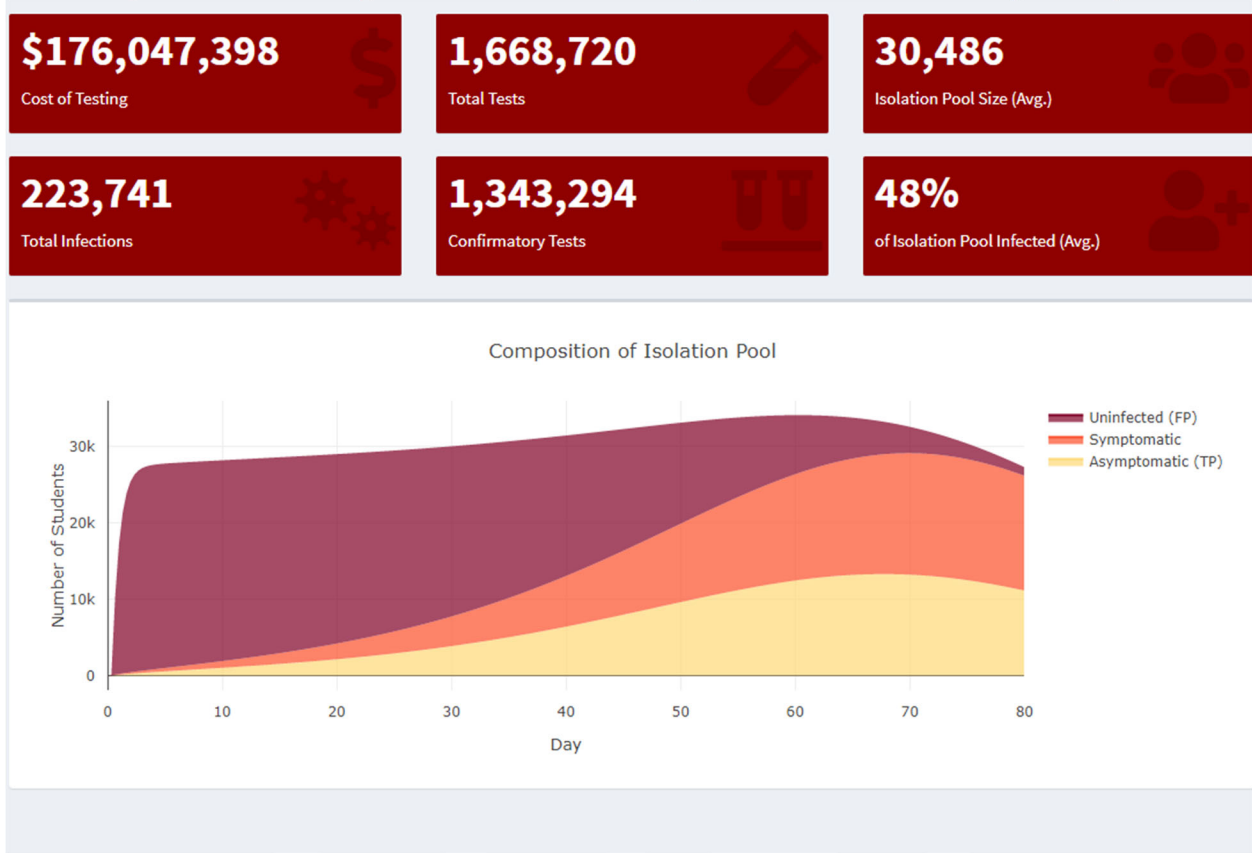 $176,047,398
Cost of Testing
1,668,720
Total Tests
30,486
Isolation Pool Size (Avg.)
223,741
Total Infections
1,343,294
Confirmatory Tests
48%
of Isolation Pool Infected (Avg.)
Composition of Isolation Pool
Number of Students
30k
20k
10k
0
0 10 20 30 40 50 60 70 80
Day
Uninfected (FP)
Symptomatic
Asymptomatic (TP)